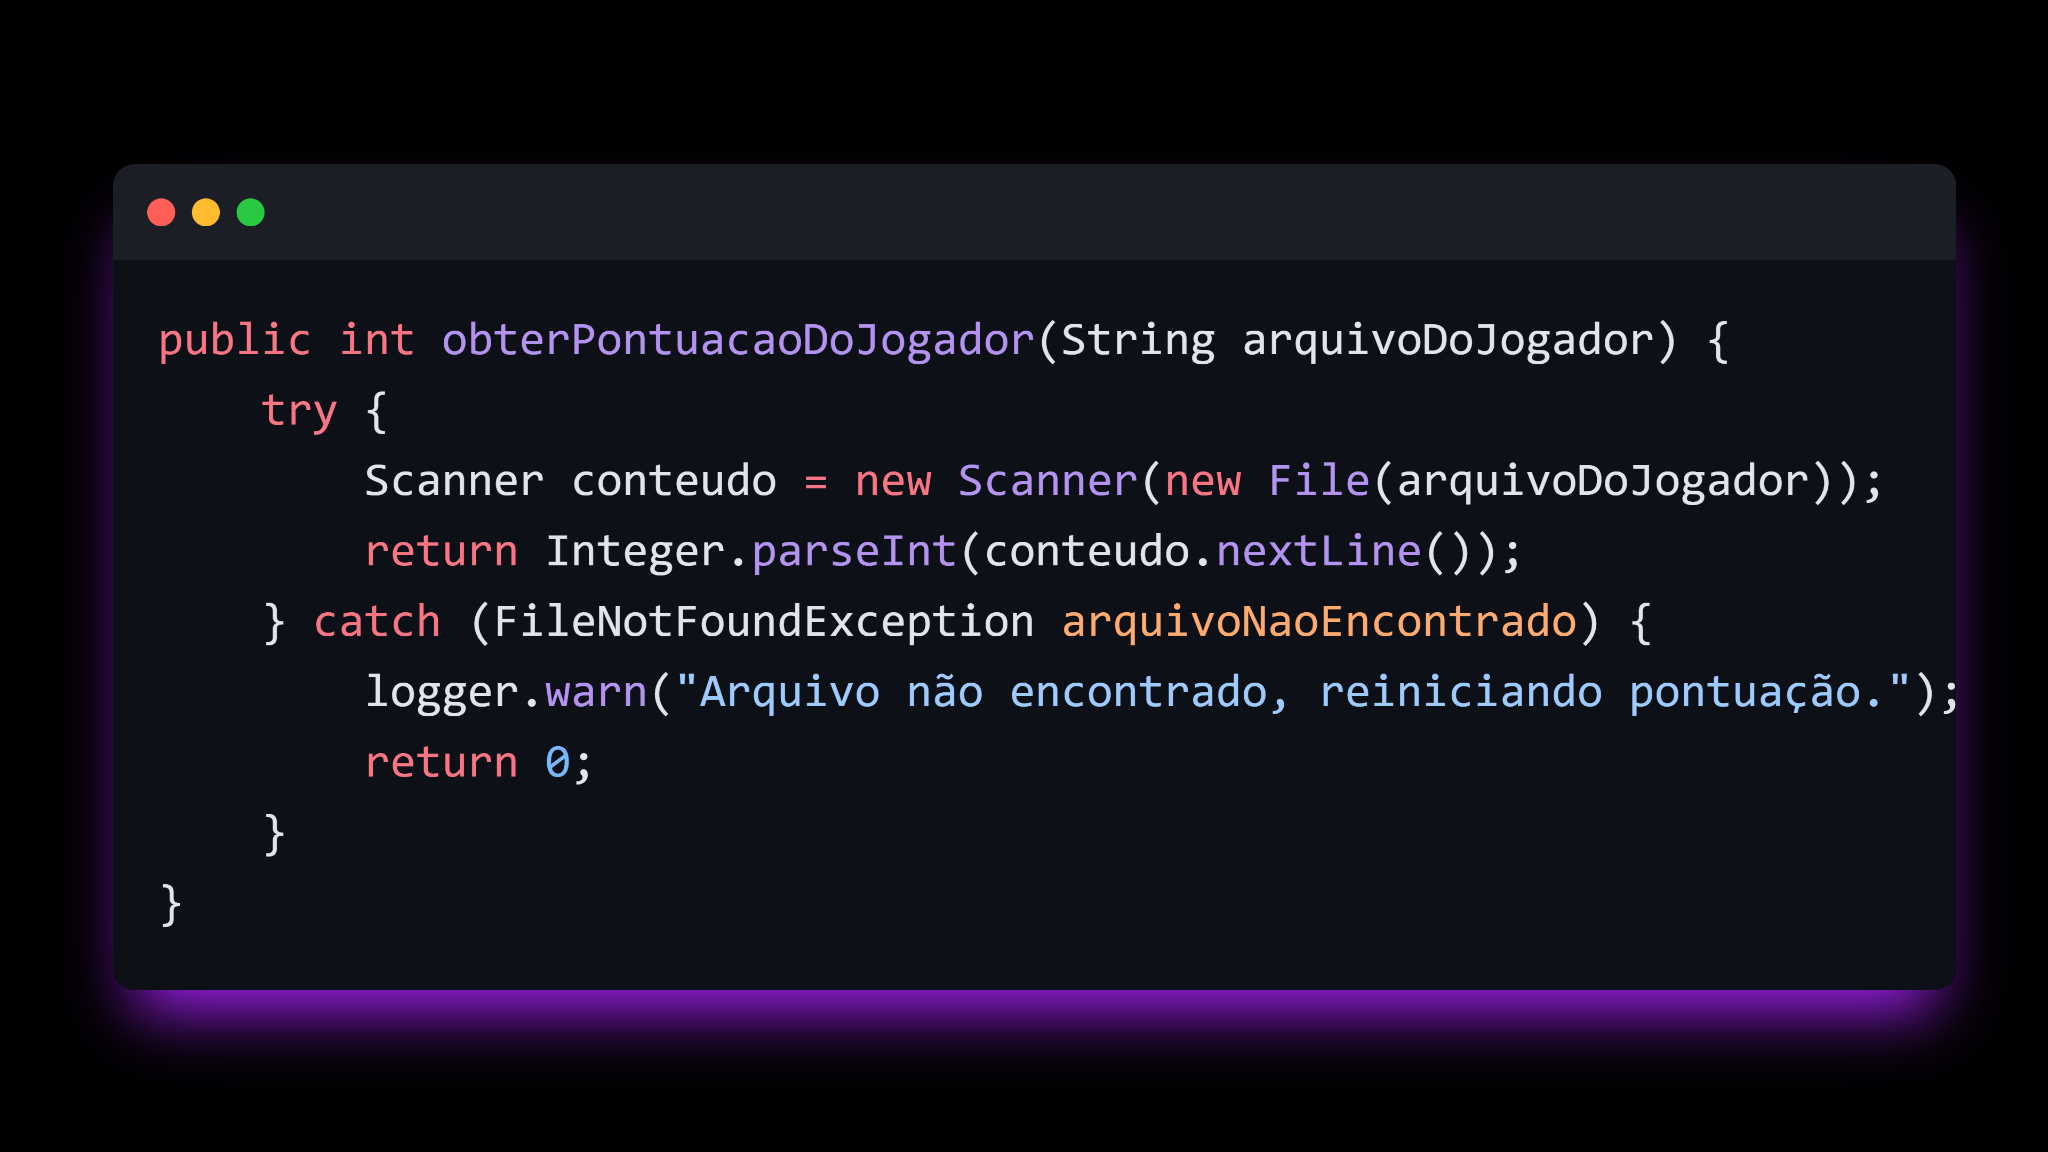 public int obterPontuacaoDoJogador(String arquivoDoJogador) {
    try {
        Scanner conteudo = new Scanner(new File(arquivoDoJogador));
        return Integer.parseInt(conteudo.nextLine());
    } catch (FileNotFoundException arquivoNaoEncontrado) {
        logger.warn("Arquivo não encontrado, reiniciando pontuação.");
        return 0;
    }
}